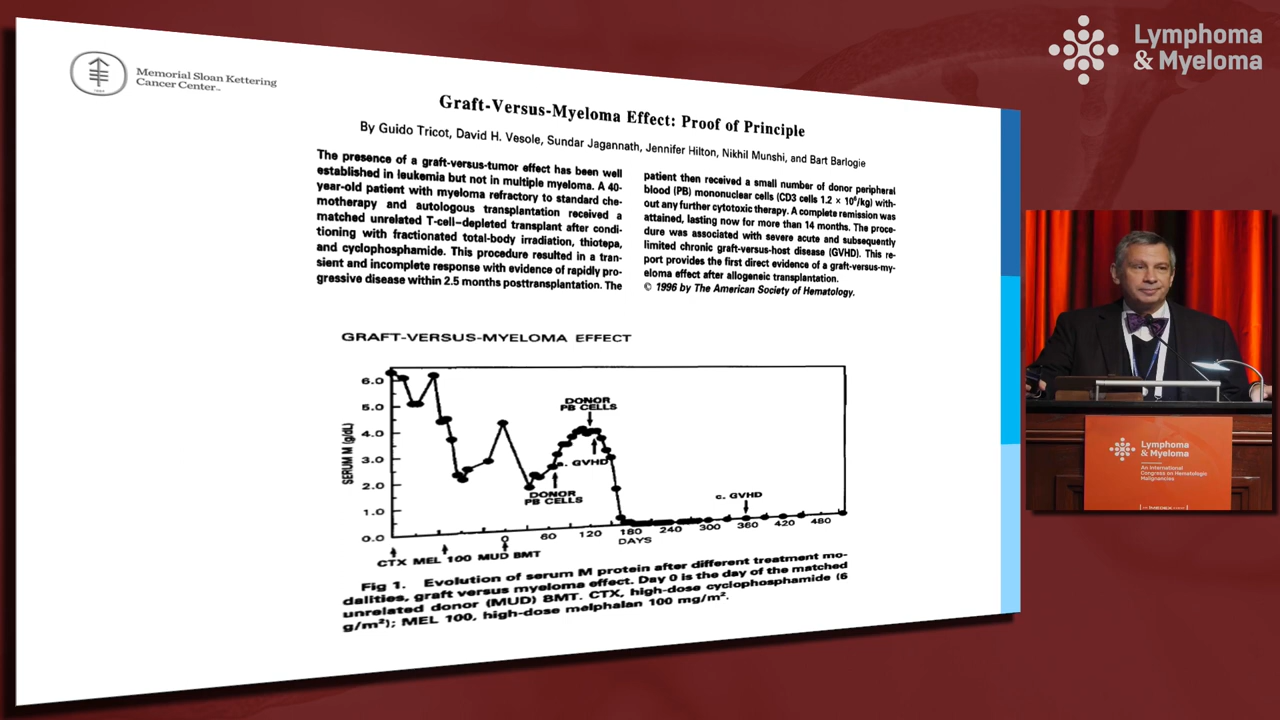 Memorial Sloan Kettering
Cancer Center
Lymphoma
& Myeloma
Graft-Versus-Myeloma Effect: Proof of Principle
By Guido Tricot, David H. Vesole, Sundar Jagannath, Jennifer Hilton, Nikhil Munshi, and Bart Barlogie
The presence of a graft-versus-tumor effect has been well
established in leukemia but not in multiple myeloma. A 40-
year-old patient with myeloma refractory to standard che-
motherapy and autologous transplantation received a
matched unrelated T-cell–depleted transplant after condi-
tioning with fractionated total-body irradiation, thiotepa,
and cyclophosphamide. This procedure resulted in a tran-
sient and incomplete response with evidence of rapidly pro-
gressive disease within 2.5 months posttransplantation. The
patient then received a small number of donor peripheral
blood (PB) mononuclear cells (CD3 cells 1.2 × 10⁶/kg) with-
out any further cytotoxic therapy. A complete remission was
attained, lasting now for more than 14 months. The proce-
dure was associated with severe acute and subsequently
limited chronic graft-versus-host disease (GVHD). This re-
port provides the first direct evidence of a graft-versus-my-
eloma effect after allogeneic transplantation.
© 1996 by The American Society of Hematology.
GRAFT-VERSUS-MYELOMA EFFECT
SERUM M (g/dL)
6.0
5.0
4.0
3.0
2.0
1.0
0.0
DONOR
PB CELLS
a. GVHD
DONOR
PB CELLS
c. GVHD
0 60 120 180 240 300 360 420 480
DAYS
CTX MEL 100 MUD BMT
Fig 1. Evolution of serum M protein after different treatment mo-
dalities, graft versus myeloma effect. Day 0 is the day of the matched
unrelated donor (MUD) BMT. CTX, high-dose cyclophosphamide (6
g/m²); MEL 100, high-dose melphalan 100 mg/m².
Lymphoma
& Myeloma
An International
Congress on Hematologic
Malignancies